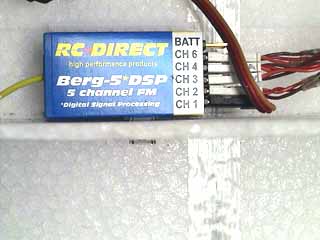 RC DIRECT
high performance products
Berg-5*DSP
5 channel FM
*Digital Signal Processing
BATT
CH 6
CH 4
*CH 3
CH 2
CH 1